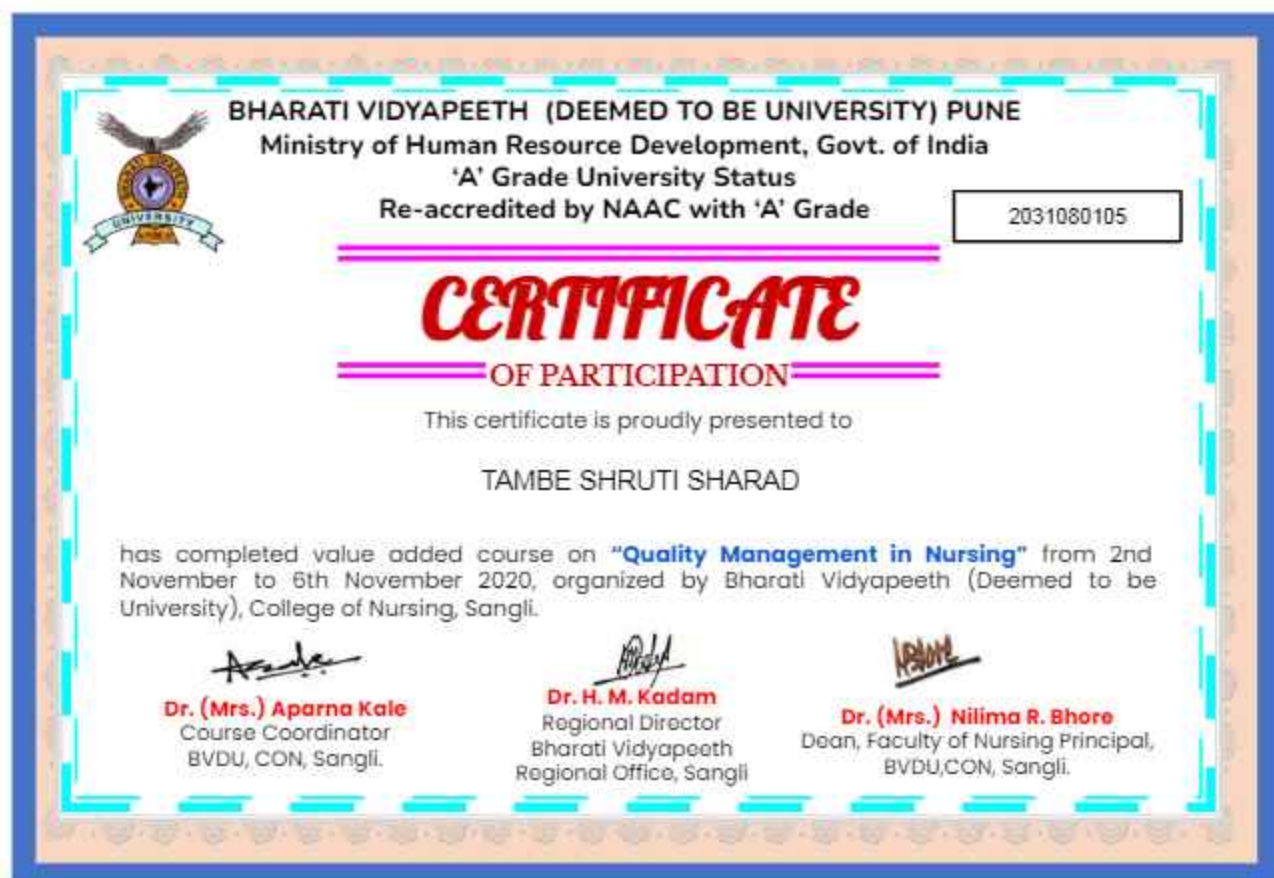 BHARATI VIDYAPEETH (DEEMED TO BE UNIVERSITY) PUNE
Ministry of Human Resource Development, Govt. of India
‘A’ Grade University Status
Re-accredited by NAAC with ‘A’ Grade
2031080105
BHARATI VIDYAPEETH
UNIVERSITY
CERTIFICATE
OF PARTICIPATION
This certificate is proudly presented to
TAMBE SHRUTI SHARAD
has completed value added course on “Quality Management in Nursing” from 2nd
November to 6th November 2020, organized by Bharati Vidyapeeth (Deemed to be
University), College of Nursing, Sangli.
Dr. (Mrs.) Aparna Kale
Course Coordinator
BVDU, CON, Sangli.
Dr. H. M. Kadam
Regional Director
Bharati Vidyapeeth
Regional Office, Sangli
Dr. (Mrs.) Nilima R. Bhore
Dean, Faculty of Nursing Principal,
BVDU,CON, Sangli.